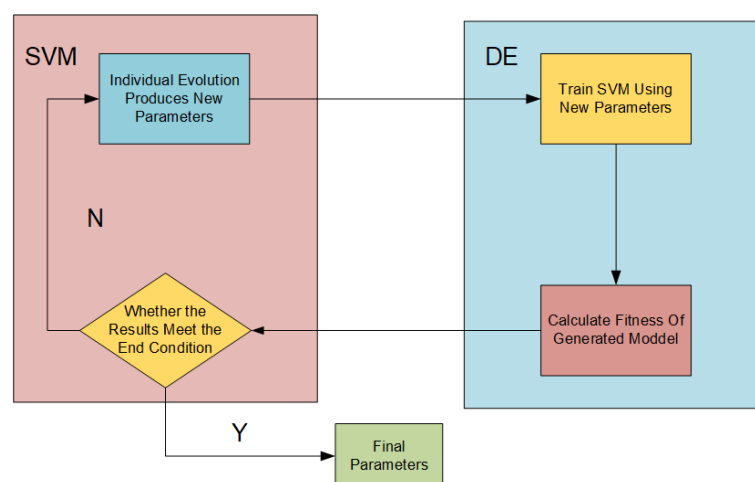 SVM
Individual Evolution
Produces New
Parameters
DE
Train SVM Using
New Parameters
N
Whether the
Results Meet the
End Condition
Calculate Fitness Of
Generated Moddel
Y
Final
Parameters